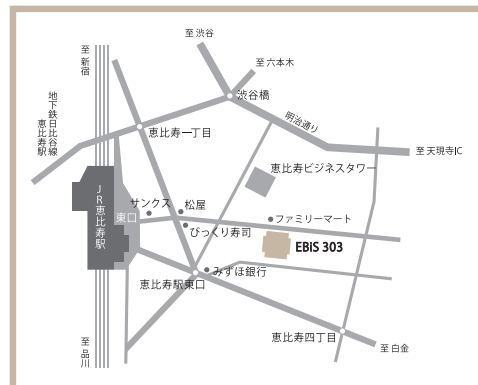 至渋谷
至新宿
至六本木
渋谷橋
地下鉄日比谷線
恵比寿駅
明治通り
恵比寿一丁目
至天現寺IC
恵比寿ビジネスタワー
JR恵比寿駅
東口
サンクス
松屋
びっくり寿司
ファミリーマート
EBiS 303
みずほ銀行
恵比寿駅東口
恵比寿四丁目
至白金
至品川